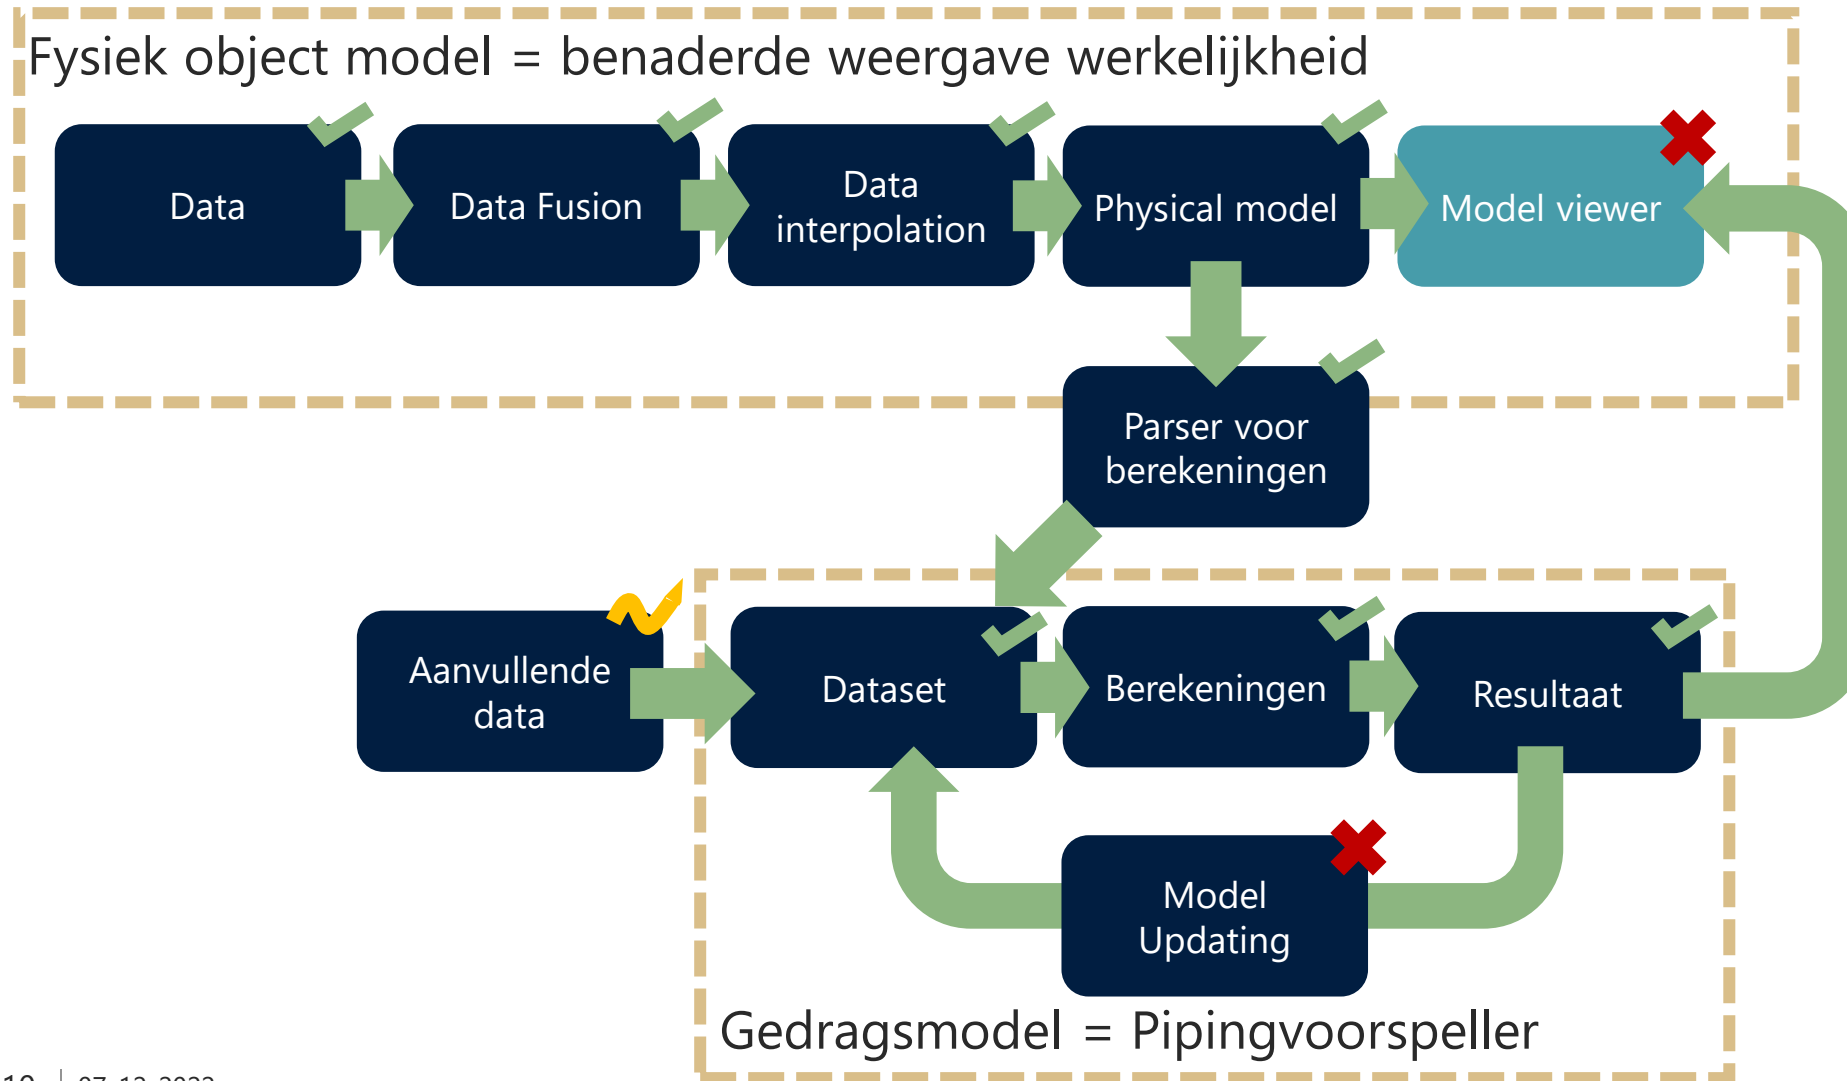 Fysiek object model = benaderde weergave werkelijkheid
Data
Data Fusion
Data
interpolation
Physical model
Model viewer
Parser voor
berekeningen
Aanvullende
data
Dataset
Berekeningen
Resultaat
Model
Updating
Gedragsmodel = Pipingvoorspeller